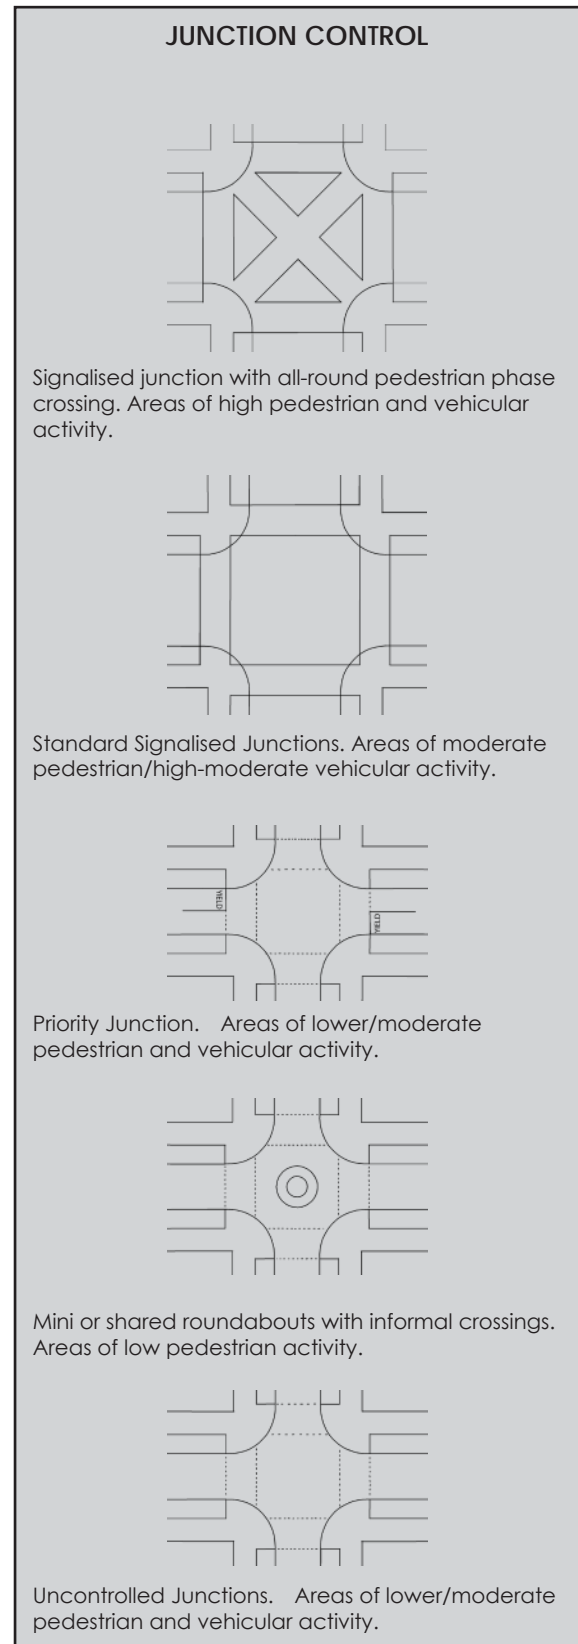 JUNCTION CONTROL
Signalised junction with all-round pedestrian phase
crossing. Areas of high pedestrian and vehicular
activity.
Standard Signalised Junctions. Areas of moderate
pedestrian/high-moderate vehicular activity.
YIELD
YIELD
Priority Junction. Areas of lower/moderate
pedestrian and vehicular activity.
Mini or shared roundabouts with informal crossings.
Areas of low pedestrian activity.
Uncontrolled Junctions. Areas of lower/moderate
pedestrian and vehicular activity.